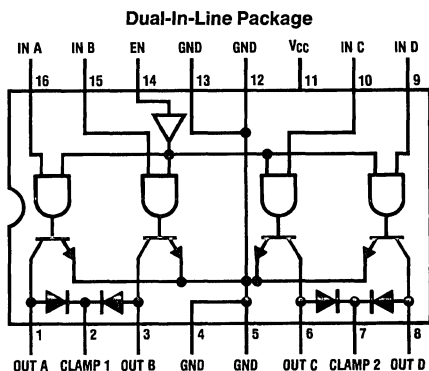 Dual-In-Line Package
IN A IN B EN GND GND VCC IN C IN D
16 15 14 13 12 11 10 9
1 2 3 4 5 6 7 8
OUT A CLAMP 1 OUT B GND GND OUT C CLAMP 2 OUT D